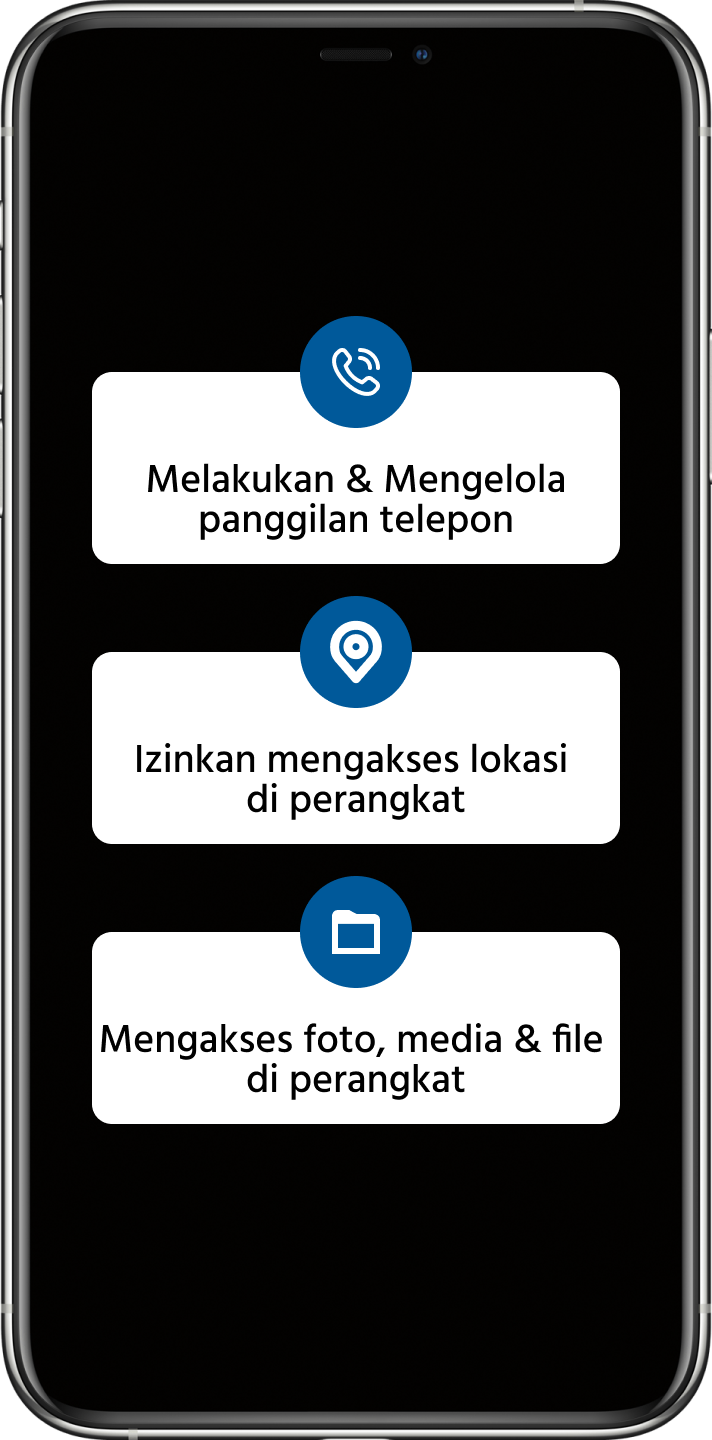 Melakukan & Mengelola
panggilan telepon
Izinkan mengakses lokasi
di perangkat
Mengakses foto, media & file
di perangkat